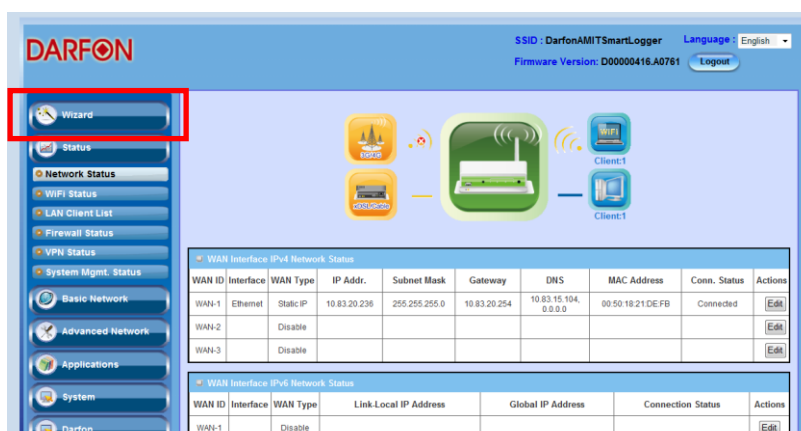 DARFON
SSID : DarfonAMITSmartLogger
Language : English
Firmware Version: D00000416.A0761
Logout
Wizard
Status
Network Status
WiFi Status
LAN Client List
Firewall Status
VPN Status
System Mgmt. Status
Basic Network
Advanced Network
Applications
System
Darfon
3G/4G
xDSL/Cable
WiFi
Client:1
Client:1
WAN Interface IPv4 Network Status
WAN ID Interface WAN Type IP Addr. Subnet Mask Gateway DNS MAC Address Conn. Status Actions
WAN-1 Ethernet Static IP 10.83.20.236 255.255.255.0 10.83.20.254 10.83.15.104, 0.0.0.0 00:50:18:21:DE:FB Connected Edit
WAN-2 Disable Edit
WAN-3 Disable Edit
WAN Interface IPv6 Network Status
WAN ID Interface WAN Type Link-Local IP Address Global IP Address Connection Status Actions
WAN-1 Disable Edit